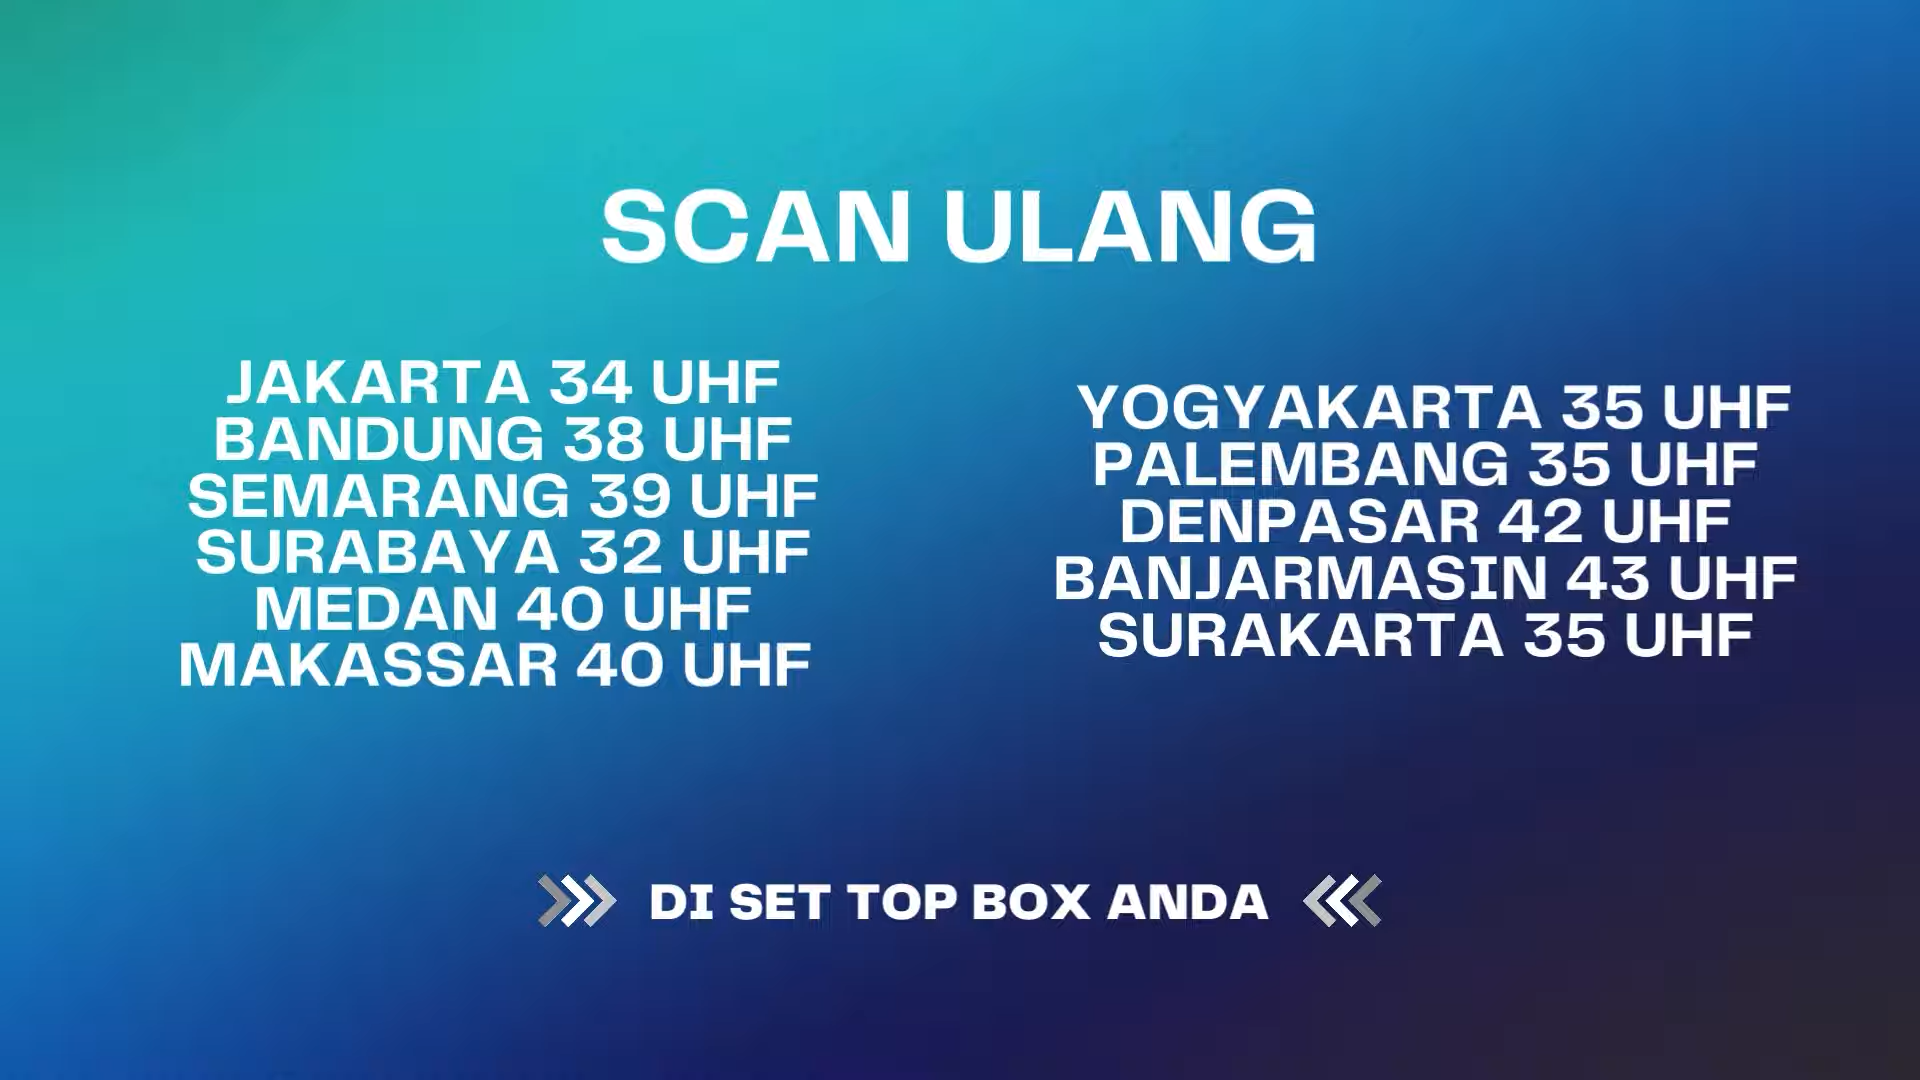 SCAN ULANG
JAKARTA 34 UHF
BANDUNG 38 UHF
SEMARANG 39 UHF
SURABAYA 32 UHF
MEDAN 40 UHF
MAKASSAR 40 UHF
YOGYAKARTA 35 UHF
PALEMBANG 35 UHF
DENPASAR 42 UHF
BANJARMASIN 43 UHF
SURAKARTA 35 UHF
DI SET TOP BOX ANDA